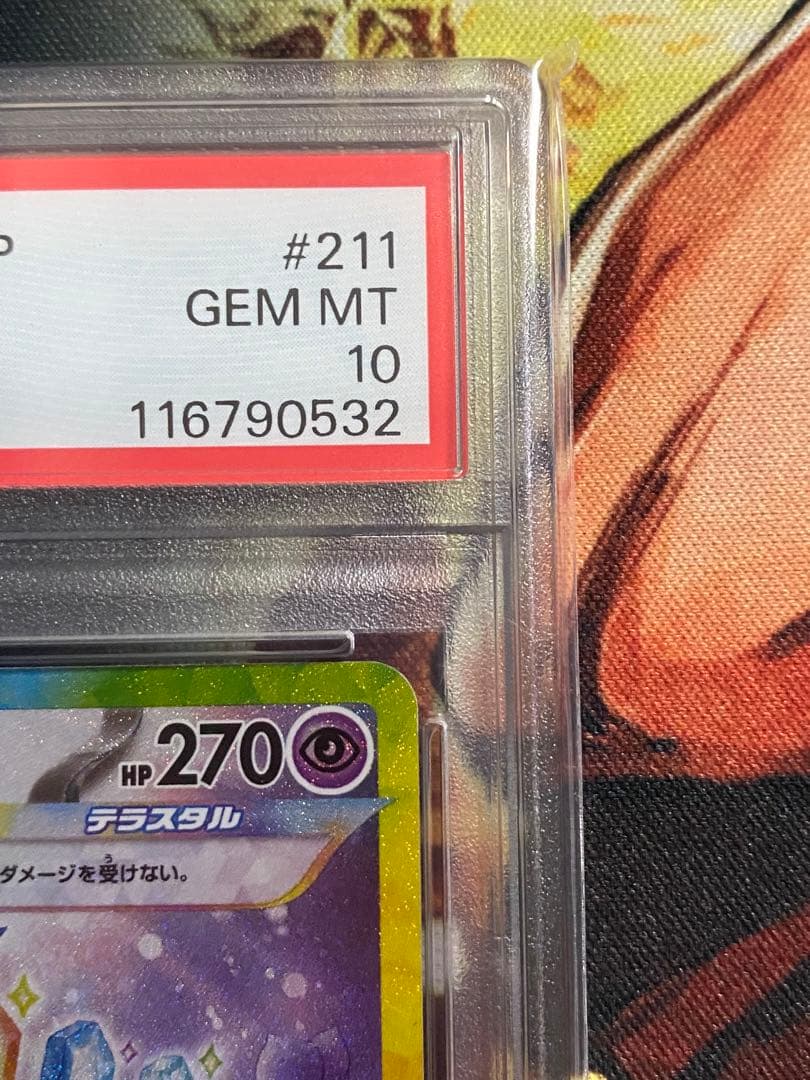 P #211
GEM MT
10
116790532
HP270
テラスタル
ダメージを受けない。